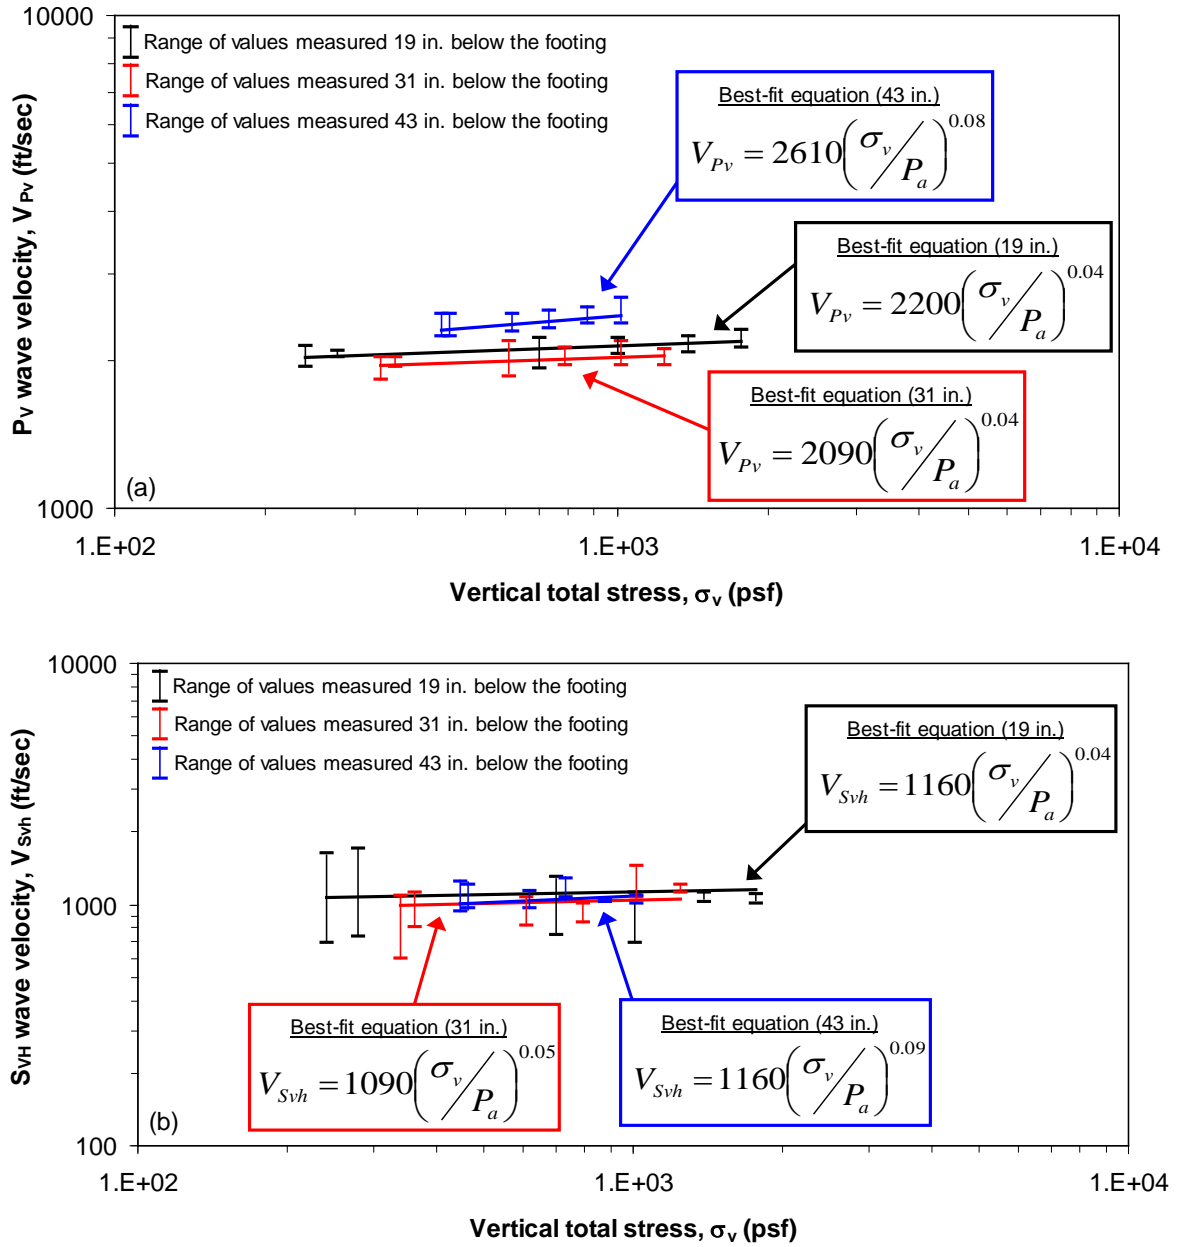 10000
Range of values measured 19 in. below the footing
Range of values measured 31 in. below the footing
Range of values measured 43 in. below the footing
Best-fit equation (43 in.)
V_Pv = 2610(σ_v/P_a)^0.08
Best-fit equation (19 in.)
V_Pv = 2200(σ_v/P_a)^0.04
Best-fit equation (31 in.)
V_Pv = 2090(σ_v/P_a)^0.04
PV wave velocity, VPv (ft/sec)
(a)
1000
1.E+02 1.E+03 1.E+04
Vertical total stress, σv (psf)
10000
Range of values measured 19 in. below the footing
Range of values measured 31 in. below the footing
Range of values measured 43 in. below the footing
Best-fit equation (19 in.)
V_Svh = 1160(σ_v/P_a)^0.04
SVH wave velocity, VSvh (ft/sec)
1000
Best-fit equation (31 in.)
V_Svh = 1090(σ_v/P_a)^0.05
Best-fit equation (43 in.)
V_Svh = 1160(σ_v/P_a)^0.09
(b)
100
1.E+02 1.E+03 1.E+04
Vertical total stress, σv (psf)